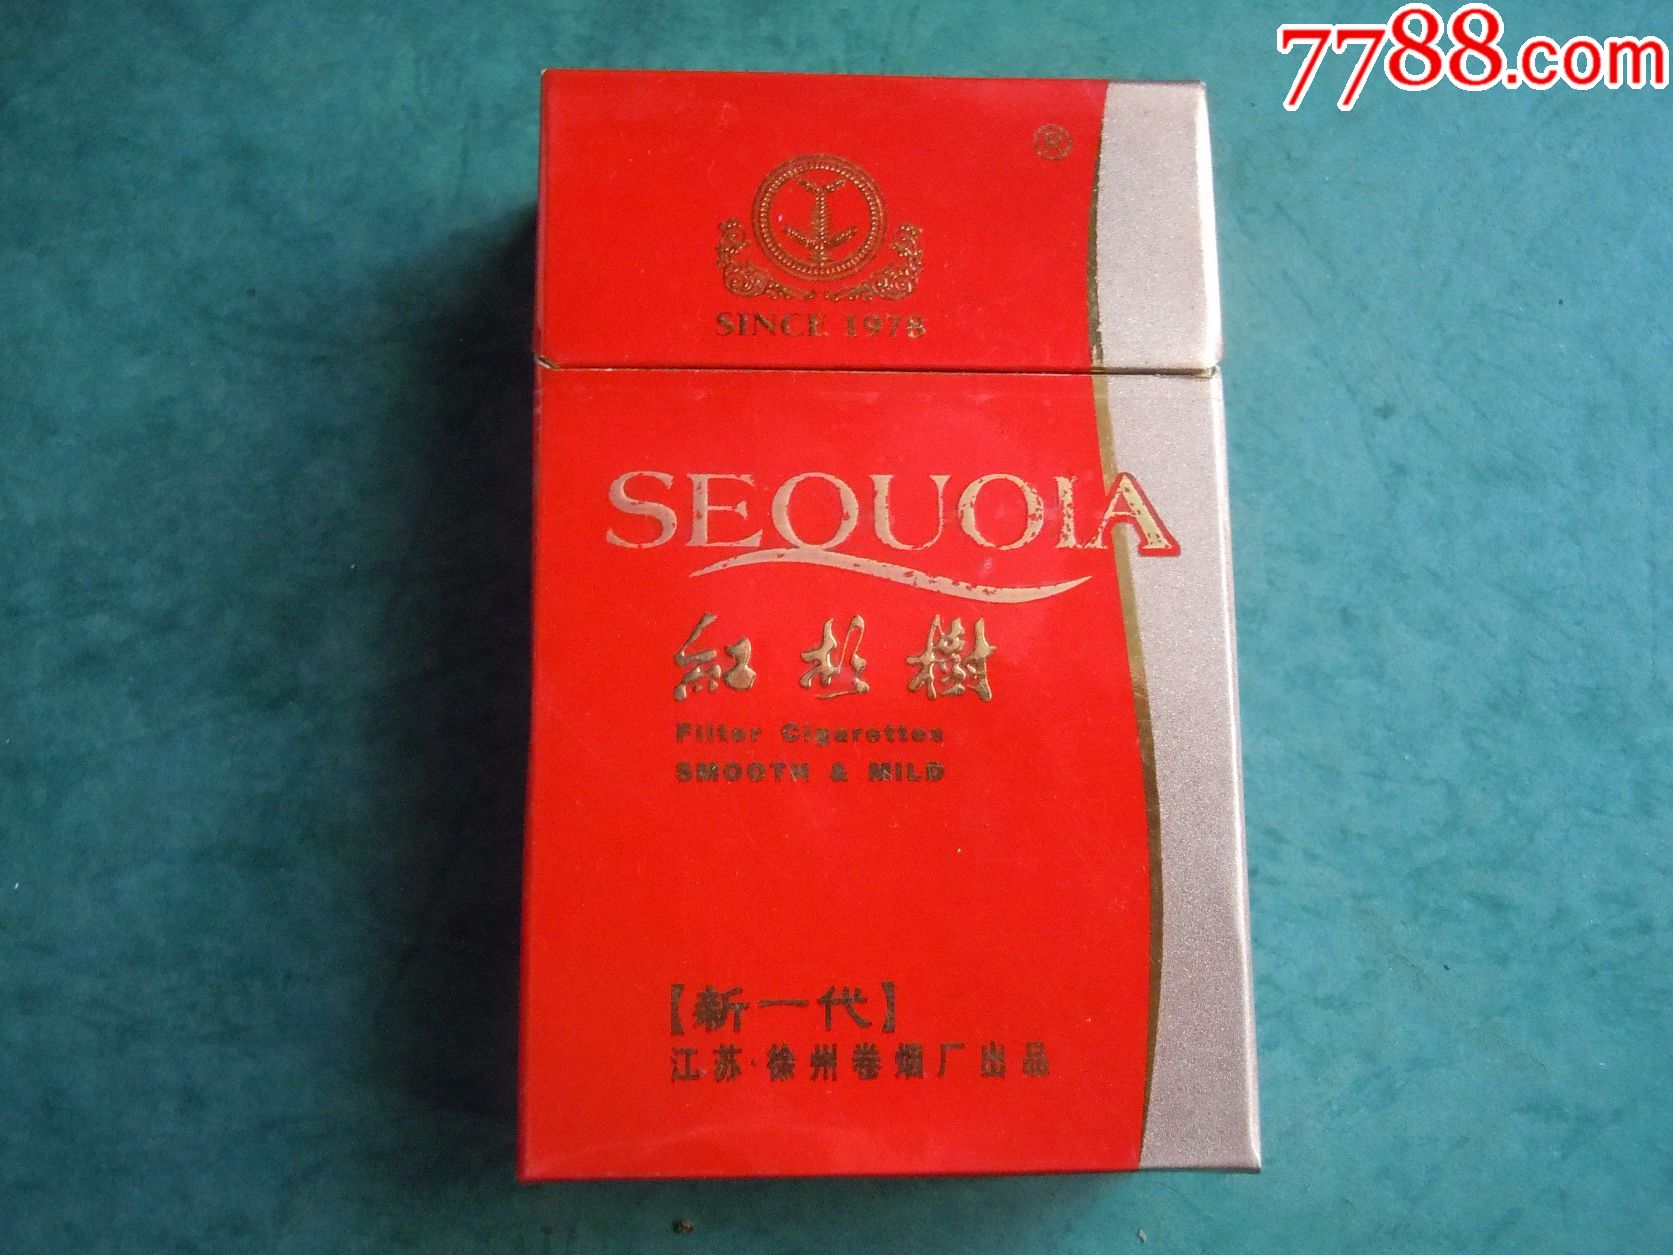 7788.com
®
SINCE 1978
SEQUOIA
紅杉樹
Filter Cigarettes
SMOOTH & MILD
【新一代】
江苏·徐州卷烟厂出品